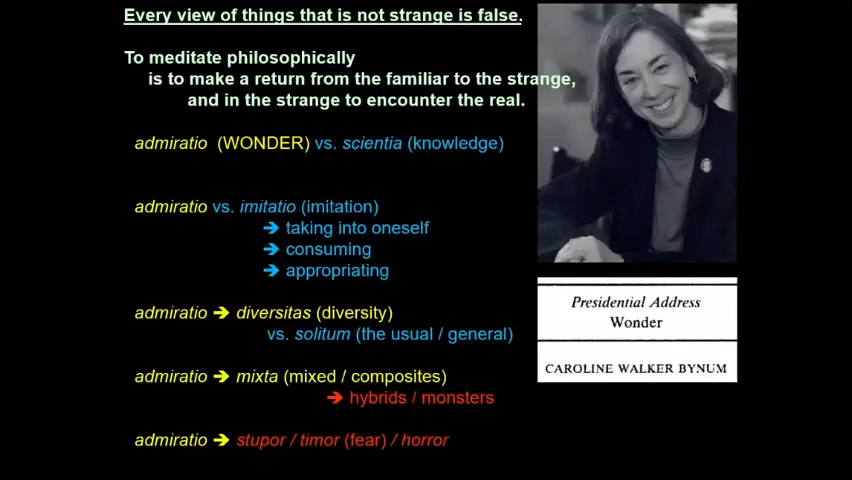 Every view of things that is not strange is false.
To meditate philosophically
is to make a return from the familiar to the strange,
and in the strange to encounter the real.
admiratio (WONDER) vs. scientia (knowledge)
admiratio vs. imitatio (imitation)
➔ taking into oneself
➔ consuming
➔ appropriating
admiratio ➔ diversitas (diversity)
vs. solitum (the usual / general)
admiratio ➔ mixta (mixed / composites)
➔ hybrids / monsters
admiratio ➔ stupor / timor (fear) / horror
Presidential Address
Wonder
CAROLINE WALKER BYNUM